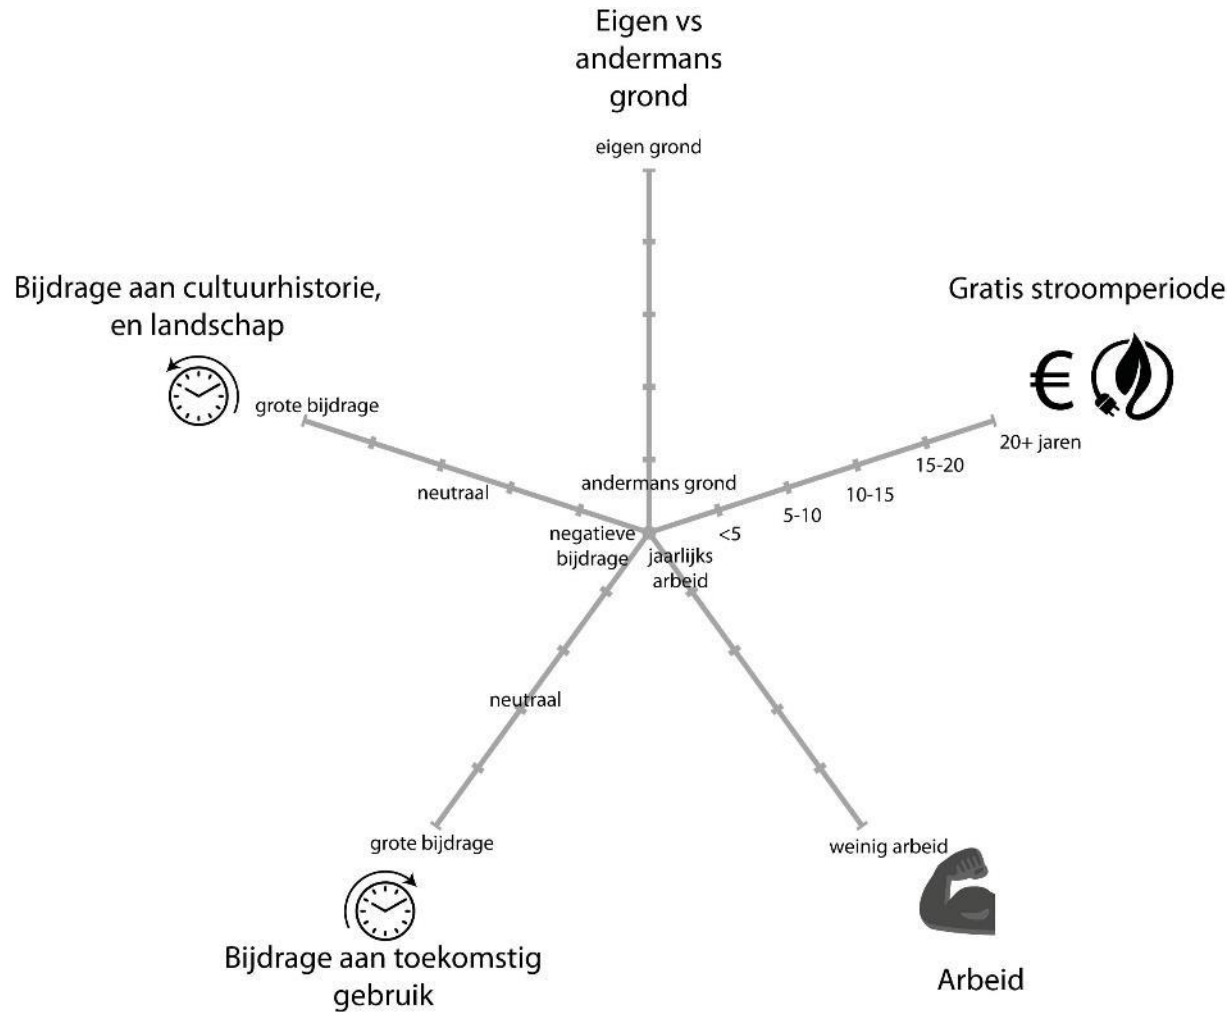 Eigen vs
andermans
grond
eigen grond
Bijdrage aan cultuurhistorie,
en landschap
grote bijdrage
neutraal
negatieve
bijdrage
Gratis stroomperiode
€
20+ jaren
15-20
10-15
5-10
<5
andermans grond
jaarlijks
arbeid
neutraal
grote bijdrage
Bijdrage aan toekomstig
gebruik
weinig arbeid
Arbeid